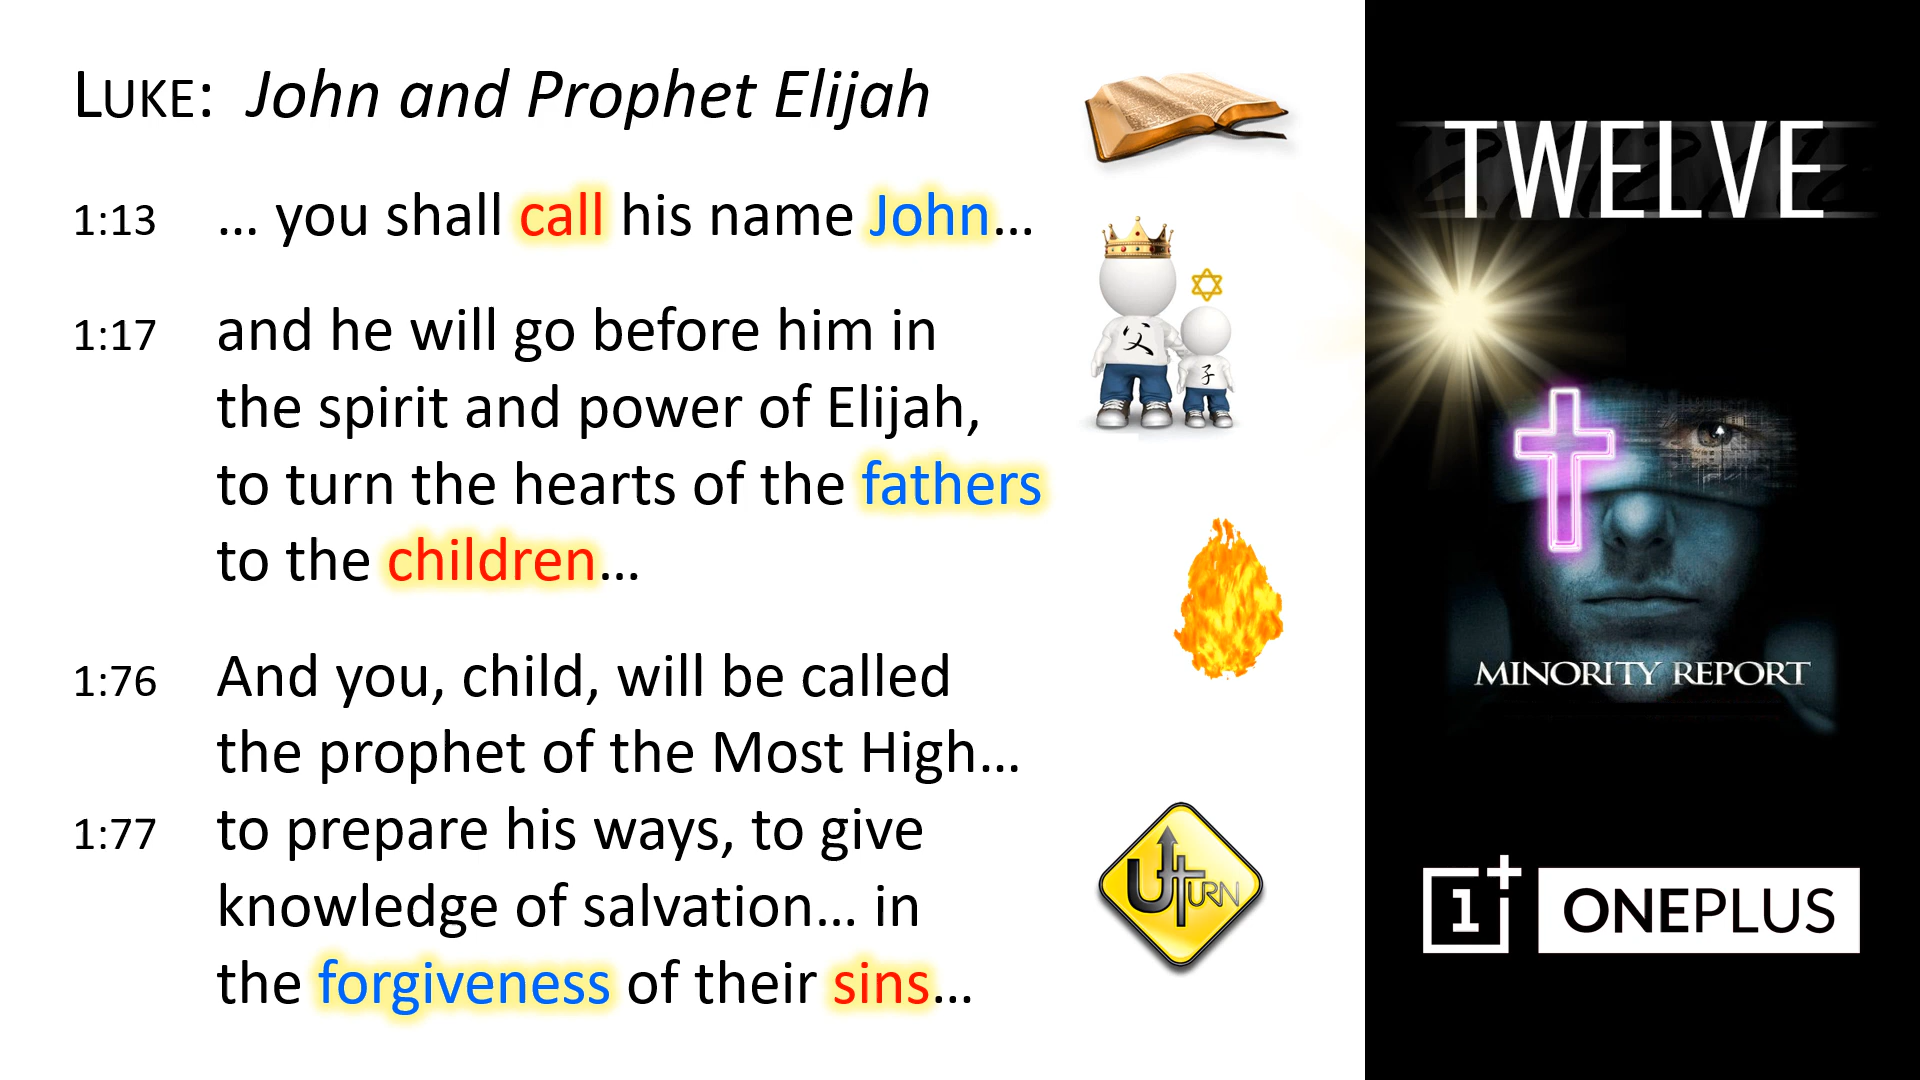 LUKE: John and Prophet Elijah
1:13 … you shall call his name John…
1:17 and he will go before him in
the spirit and power of Elijah,
to turn the hearts of the fathers
to the children…
1:76 And you, child, will be called
the prophet of the Most High…
1:77 to prepare his ways, to give
knowledge of salvation… in
the forgiveness of their sins…
父
子
U TURN
TWELVE
MINORITY REPORT
1+ ONEPLUS